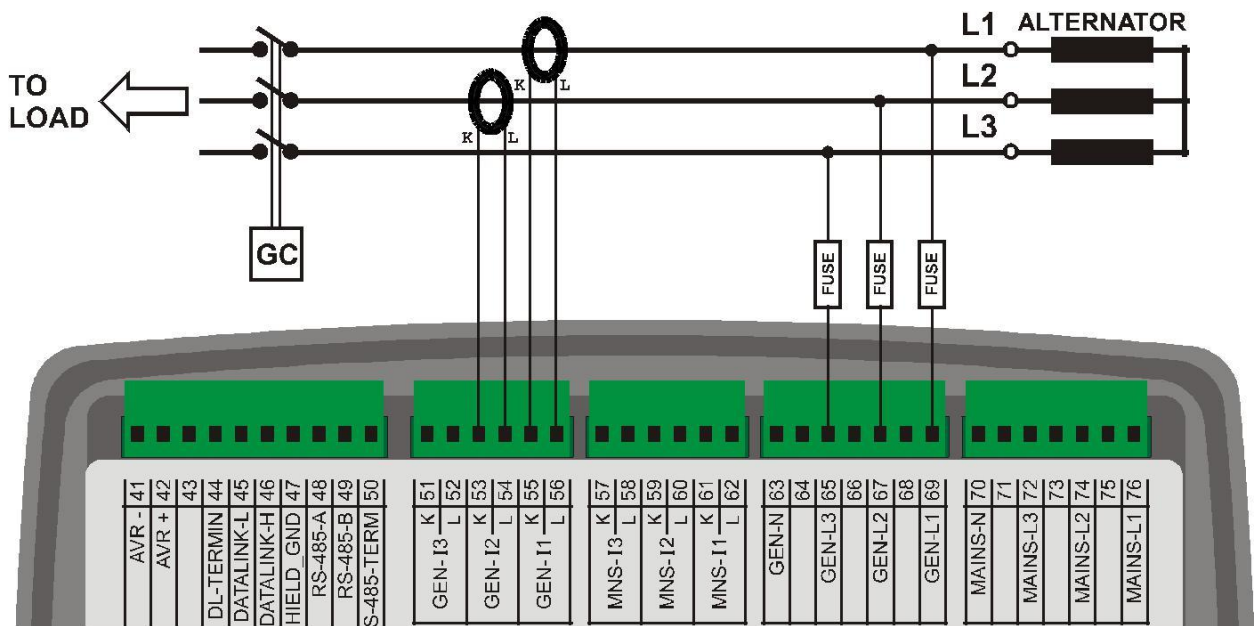 L1 ALTERNATOR
L2
L3
TO
LOAD
K L
K L
GC
FUSE
FUSE
FUSE
41 AVR -
42 AVR +
43
44 DL-TERMIN
45 DATALINK-L
46 DATALINK-H
47 HIELD_GND
48 RS-485-A
49 RS-485-B
50 S-485-TERM
51 K
52 L
GEN-I3
53 K
54 L
GEN-I2
55 K
56 L
GEN-I1
57 K
58 L
MNS-I3
59 K
60 L
MNS-I2
61 K
62 L
MNS-I1
63 GEN-N
64
65 GEN-L3
66
67 GEN-L2
68
69 GEN-L1
70 MAINS-N
71
72 MAINS-L3
73
74 MAINS-L2
75
76 MAINS-L1